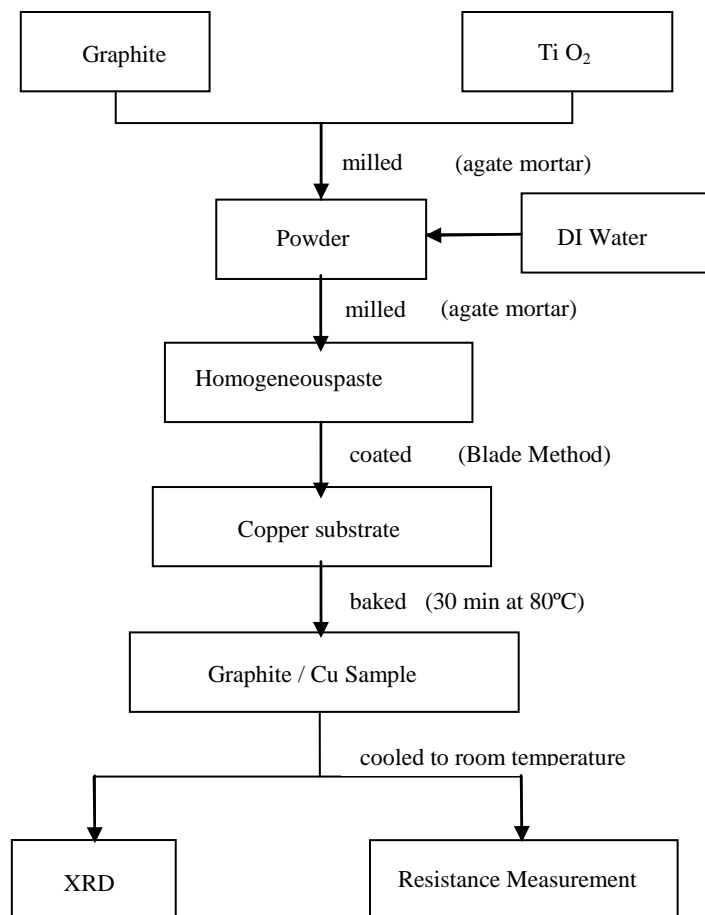 Graphite
Ti O₂
milled (agate mortar)
Powder
DI Water
milled (agate mortar)
Homogeneouspaste
coated (Blade Method)
Copper substrate
baked (30 min at 80ºC)
Graphite / Cu Sample
cooled to room temperature
XRD
Resistance Measurement